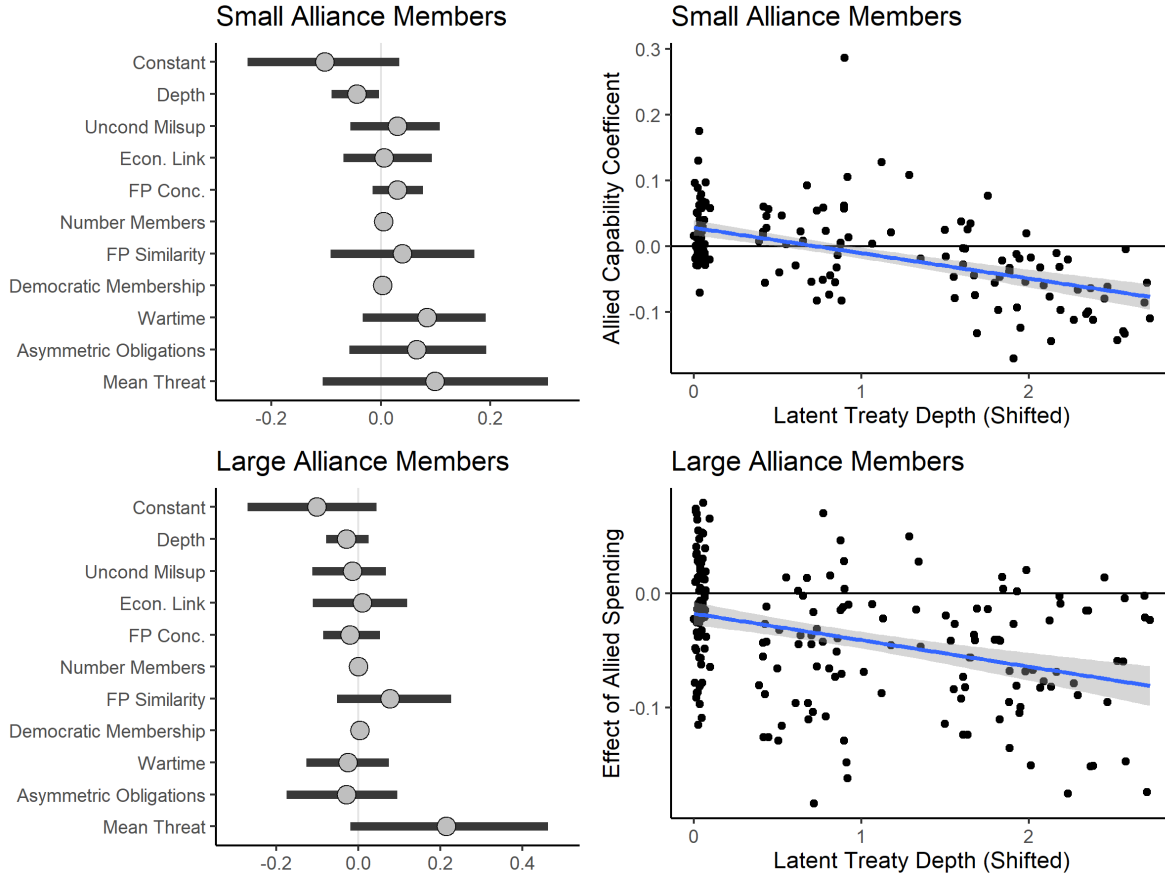 Small Alliance Members
Constant
Depth
Uncond Milsup
Econ. Link
FP Conc.
Number Members
FP Similarity
Democratic Membership
Wartime
Asymmetric Obligations
Mean Threat
-0.2 0.0 0.2
Small Alliance Members
Allied Capability Coefficent
0.3
0.2
0.1
0.0
-0.1
0 1 2
Latent Treaty Depth (Shifted)
Large Alliance Members
Constant
Depth
Uncond Milsup
Econ. Link
FP Conc.
Number Members
FP Similarity
Democratic Membership
Wartime
Asymmetric Obligations
Mean Threat
-0.2 0.0 0.2 0.4
Large Alliance Members
Effect of Allied Spending
0.0
-0.1
0 1 2
Latent Treaty Depth (Shifted)